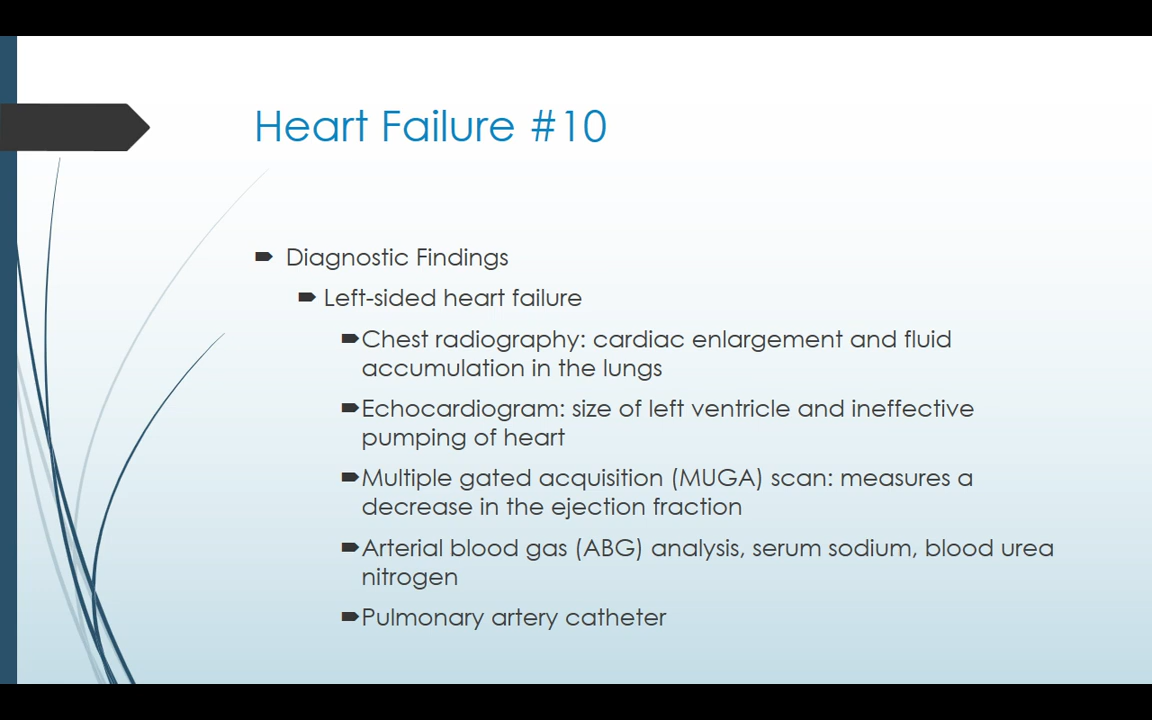 Heart Failure #10
Diagnostic Findings
Left-sided heart failure
Chest radiography: cardiac enlargement and fluid
accumulation in the lungs
Echocardiogram: size of left ventricle and ineffective
pumping of heart
Multiple gated acquisition (MUGA) scan: measures a
decrease in the ejection fraction
Arterial blood gas (ABG) analysis, serum sodium, blood urea
nitrogen
Pulmonary artery catheter